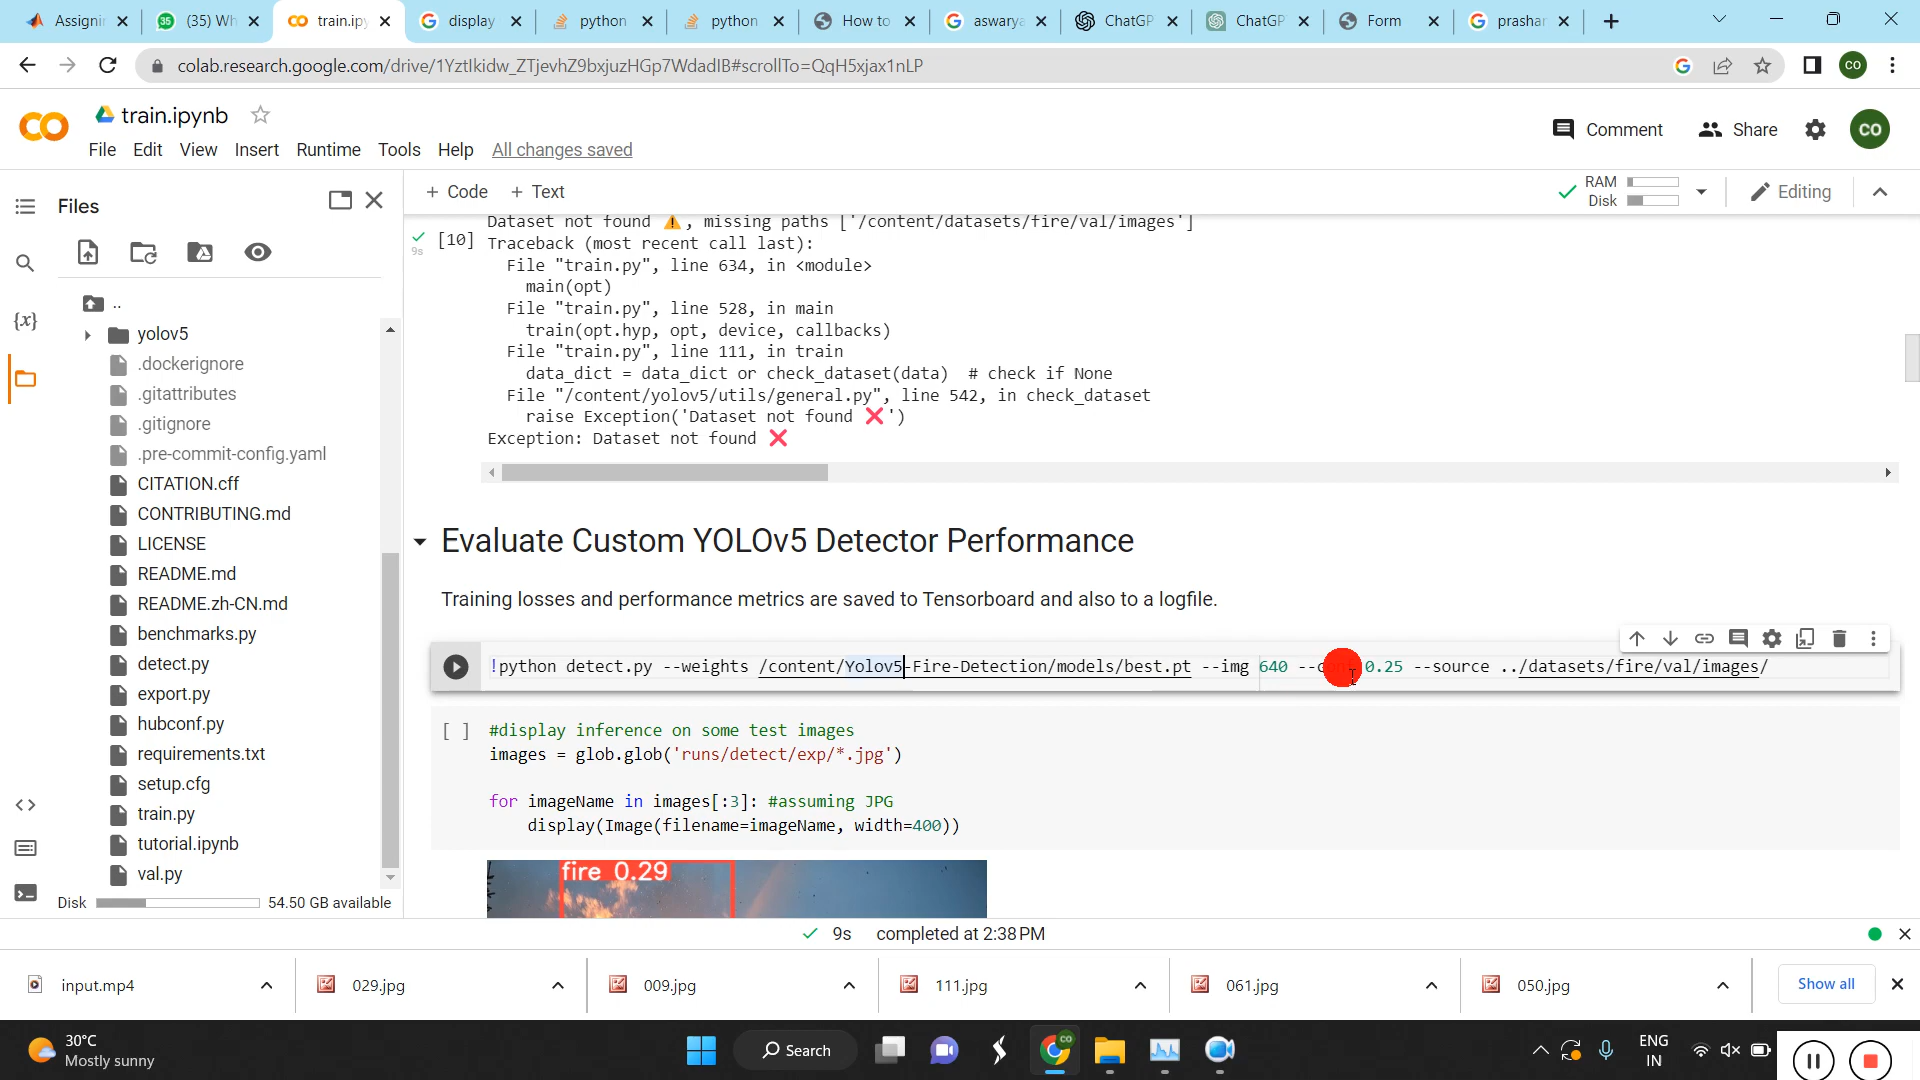 Assignm
(35) Wh
train.ipy
display
python
python
How to
aswarya
ChatGP
ChatGP
Form
prashar
colab.research.google.com/drive/1Yztlkidw_ZTjevhZ9bxjuzHGp7WdadIB#scrollTo=QqH5xjax1nLP
CO
train.ipynb
Comment
Share
CO
File Edit View Insert Runtime Tools Help All changes saved
Files
+ Code + Text
RAM
Disk
Editing
..
yolov5
.dockerignore
.gitattributes
.gitignore
.pre-commit-config.yaml
CITATION.cff
CONTRIBUTING.md
LICENSE
README.md
README.zh-CN.md
benchmarks.py
detect.py
export.py
hubconf.py
requirements.txt
setup.cfg
train.py
tutorial.ipynb
val.py
Disk 54.50 GB available
Dataset not found ⚠️, missing paths ['/content/datasets/fire/val/images']
[10] Traceback (most recent call last):
9s
File "train.py", line 634, in <module>
main(opt)
File "train.py", line 528, in main
train(opt.hyp, opt, device, callbacks)
File "train.py", line 111, in train
data_dict = data_dict or check_dataset(data)  # check if None
File "/content/yolov5/utils/general.py", line 542, in check_dataset
raise Exception('Dataset not found ❌')
Exception: Dataset not found ❌
Evaluate Custom YOLOv5 Detector Performance
Training losses and performance metrics are saved to Tensorboard and also to a logfile.
!python detect.py --weights /content/Yolov5-Fire-Detection/models/best.pt --img 640 --conf 0.25 --source ../datasets/fire/val/images/
[ ] #display inference on some test images
images = glob.glob('runs/detect/exp/*.jpg')
for imageName in images[:3]: #assuming JPG
display(Image(filename=imageName, width=400))
fire 0.29
9s completed at 2:38 PM
input.mp4
029.jpg
009.jpg
111.jpg
061.jpg
050.jpg
Show all
30°C
Mostly sunny
Search
ENG
IN